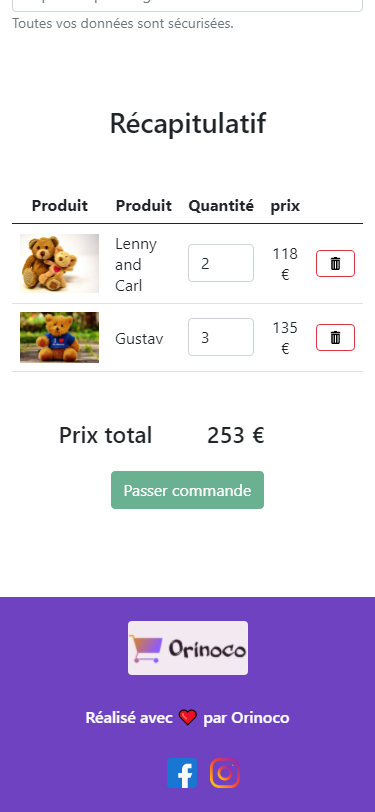 Toutes vos données sont sécurisées.
Récapitulatif
Produit Produit Quantité prix
Lenny and Carl 2 118 €
Gustav 3 135 €
Prix total 253 €
Passer commande
Orinoco
Réalisé avec par Orinoco